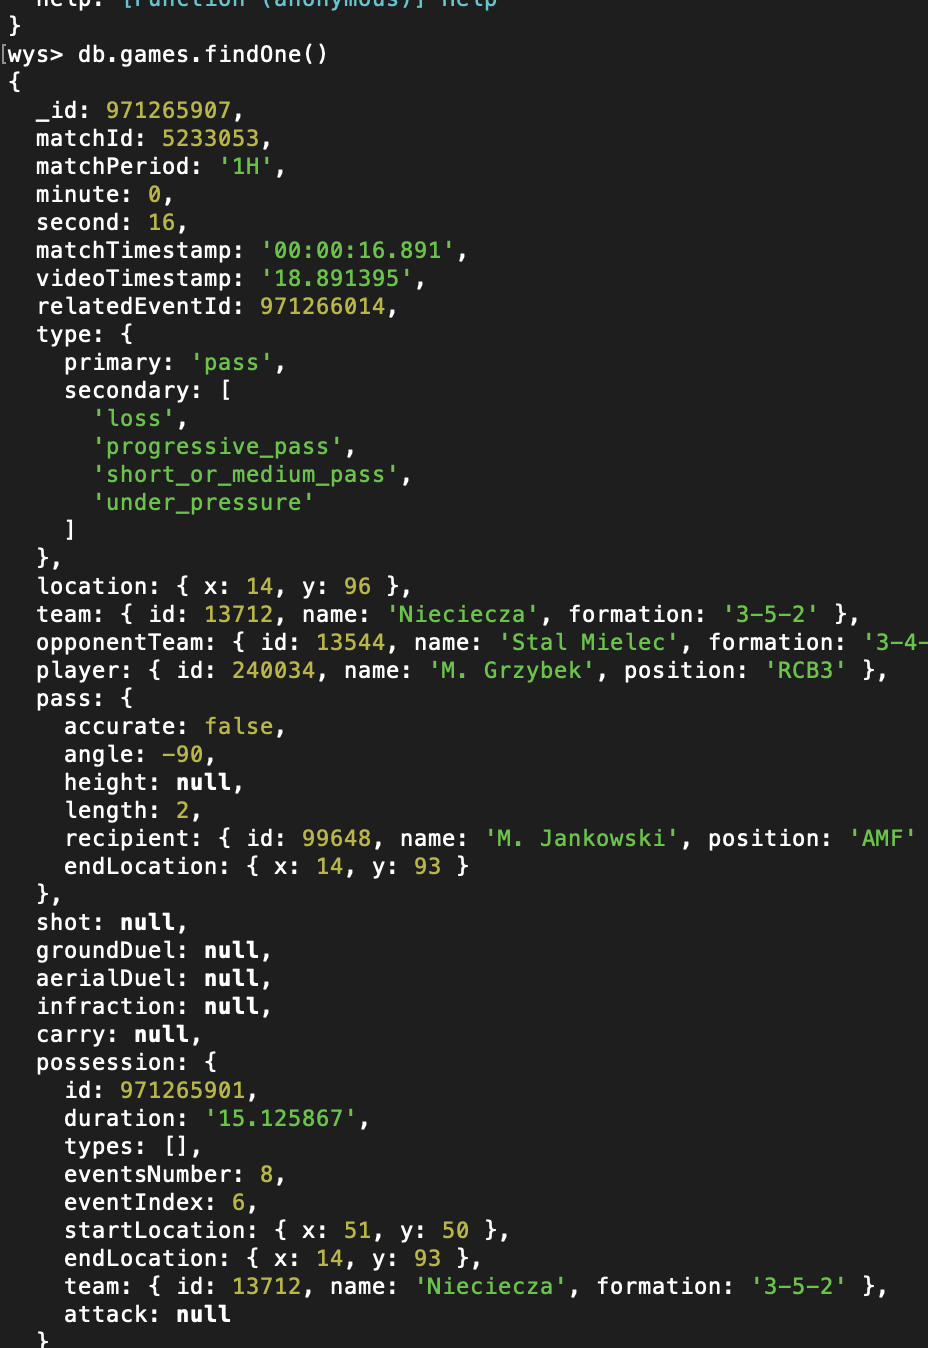 help: [Function (anonymous)] Help
}
[wys> db.games.findOne()
{
  _id: 971265907,
  matchId: 5233053,
  matchPeriod: '1H',
  minute: 0,
  second: 16,
  matchTimestamp: '00:00:16.891',
  videoTimestamp: '18.891395',
  relatedEventId: 971266014,
  type: {
    primary: 'pass',
    secondary: [
      'loss',
      'progressive_pass',
      'short_or_medium_pass',
      'under_pressure'
    ]
  },
  location: { x: 14, y: 96 },
  team: { id: 13712, name: 'Nieciecza', formation: '3-5-2' },
  opponentTeam: { id: 13544, name: 'Stal Mielec', formation: '3-4-
  player: { id: 240034, name: 'M. Grzybek', position: 'RCB3' },
  pass: {
    accurate: false,
    angle: -90,
    height: null,
    length: 2,
    recipient: { id: 99648, name: 'M. Jankowski', position: 'AMF'
    endLocation: { x: 14, y: 93 }
  },
  shot: null,
  groundDuel: null,
  aerialDuel: null,
  infraction: null,
  carry: null,
  possession: {
    id: 971265901,
    duration: '15.125867',
    types: [],
    eventsNumber: 8,
    eventIndex: 6,
    startLocation: { x: 51, y: 50 },
    endLocation: { x: 14, y: 93 },
    team: { id: 13712, name: 'Nieciecza', formation: '3-5-2' },
    attack: null
  }